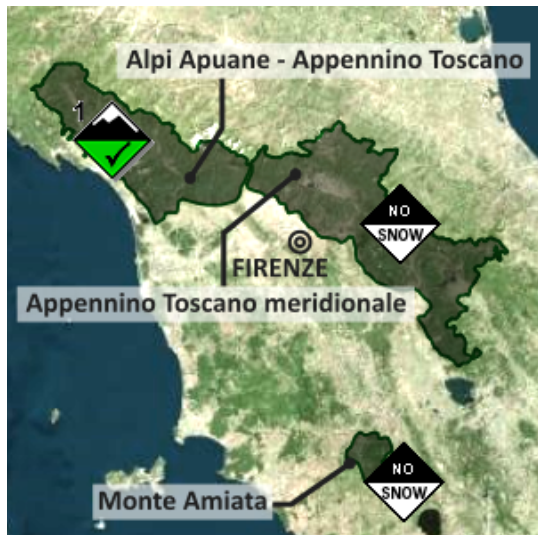 Alpi Apuane - Appennino Toscano
1
NO
SNOW
FIRENZE
Appennino Toscano meridionale
NO
SNOW
Monte Amiata